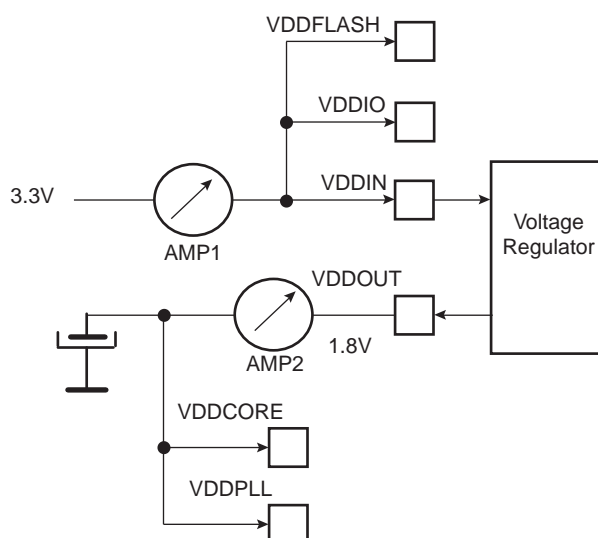 VDDFLASH
VDDIO
VDDIN
3.3V
AMP1
Voltage
Regulator
VDDOUT
AMP2
1.8V
VDDCORE
VDDPLL